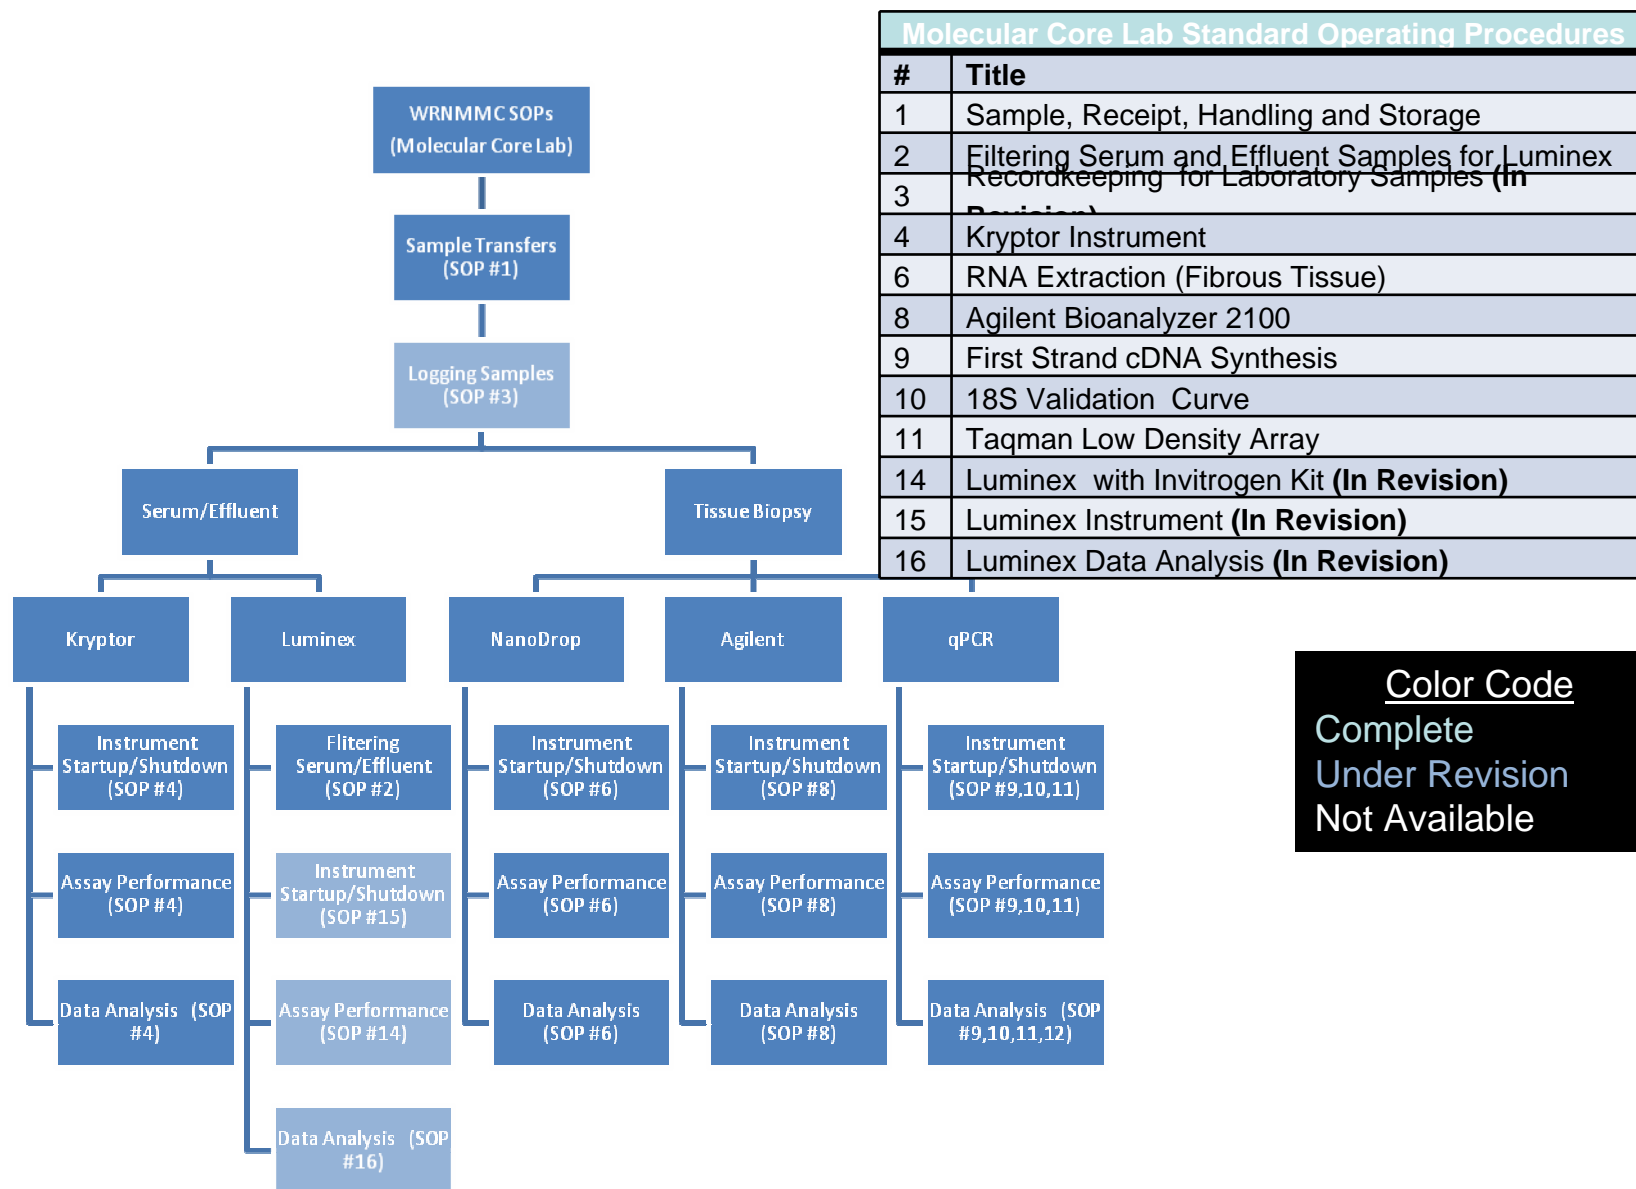 Molecular Core Lab Standard Operating Procedures
# Title
1 Sample, Receipt, Handling and Storage
2 Filtering Serum and Effluent Samples for Luminex
3 Recordkeeping for Laboratory Samples (In
Revision)
4 Kryptor Instrument
6 RNA Extraction (Fibrous Tissue)
8 Agilent Bioanalyzer 2100
9 First Strand cDNA Synthesis
10 18S Validation Curve
11 Taqman Low Density Array
14 Luminex with Invitrogen Kit (In Revision)
15 Luminex Instrument (In Revision)
16 Luminex Data Analysis (In Revision)
WRNMMC SOPs
(Molecular Core Lab)
Sample Transfers
(SOP #1)
Logging Samples
(SOP #3)
Serum/Effluent
Tissue Biopsy
Kryptor
Luminex
NanoDrop
Agilent
qPCR
Instrument
Startup/Shutdown
(SOP #4)
Assay Performance
(SOP #4)
Data Analysis (SOP
#4)
Flitering
Serum/Effluent
(SOP #2)
Instrument
Startup/Shutdown
(SOP #15)
Assay Performance
(SOP #14)
Data Analysis (SOP
#16)
Instrument
Startup/Shutdown
(SOP #6)
Assay Performance
(SOP #6)
Data Analysis
(SOP #6)
Instrument
Startup/Shutdown
(SOP #8)
Assay Performance
(SOP #8)
Data Analysis
(SOP #8)
Instrument
Startup/Shutdown
(SOP #9,10,11)
Assay Performance
(SOP #9,10,11)
Data Analysis (SOP
#9,10,11,12)
Color Code
Complete
Under Revision
Not Available